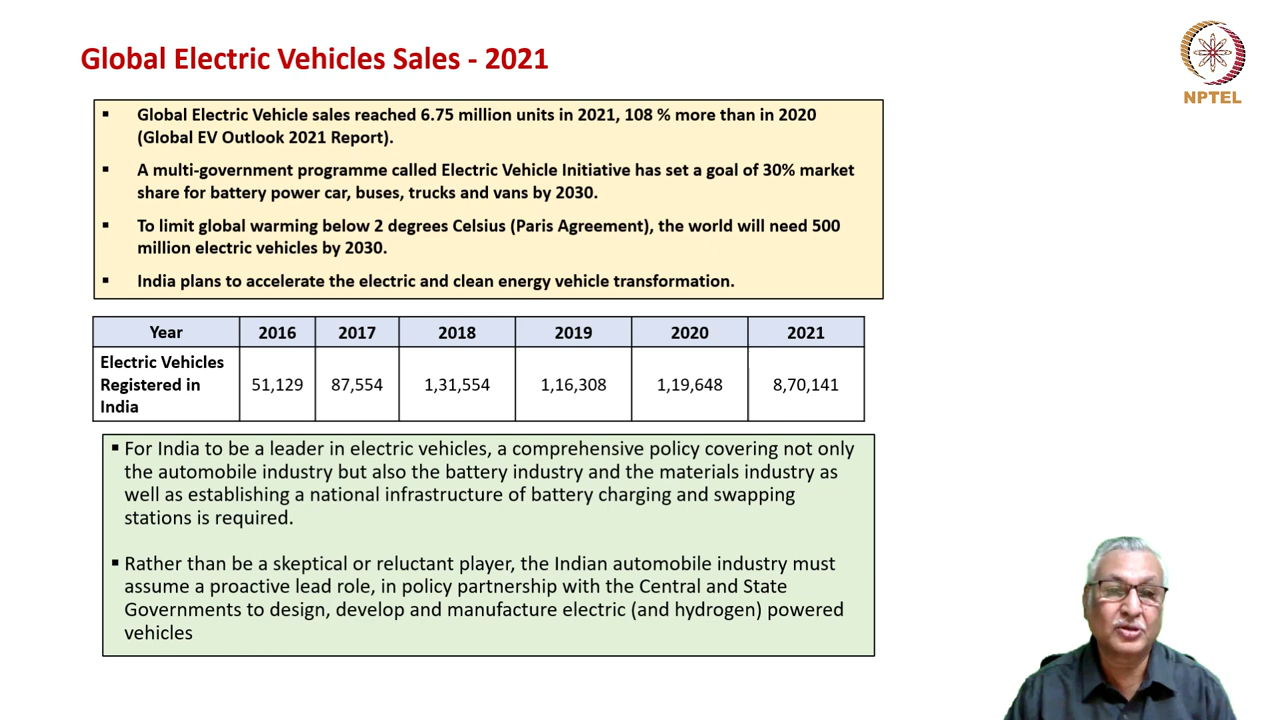 Global Electric Vehicles Sales - 2021
NPTEL
▪ Global Electric Vehicle sales reached 6.75 million units in 2021, 108 % more than in 2020
(Global EV Outlook 2021 Report).
▪ A multi-government programme called Electric Vehicle Initiative has set a goal of 30% market
share for battery power car, buses, trucks and vans by 2030.
▪ To limit global warming below 2 degrees Celsius (Paris Agreement), the world will need 500
million electric vehicles by 2030.
▪ India plans to accelerate the electric and clean energy vehicle transformation.
Year 2016 2017 2018 2019 2020 2021
Electric Vehicles
Registered in 51,129 87,554 1,31,554 1,16,308 1,19,648 8,70,141
India
▪ For India to be a leader in electric vehicles, a comprehensive policy covering not only
the automobile industry but also the battery industry and the materials industry as
well as establishing a national infrastructure of battery charging and swapping
stations is required.
▪ Rather than be a skeptical or reluctant player, the Indian automobile industry must
assume a proactive lead role, in policy partnership with the Central and State
Governments to design, develop and manufacture electric (and hydrogen) powered
vehicles